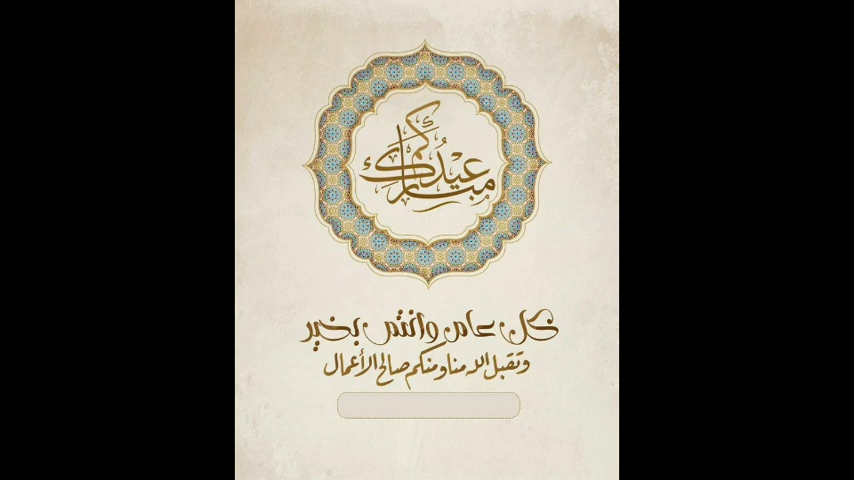 عيدكم مبارك
كل عام وانتم بخير
وتقبل الله منا ومنكم صالح الأعمال